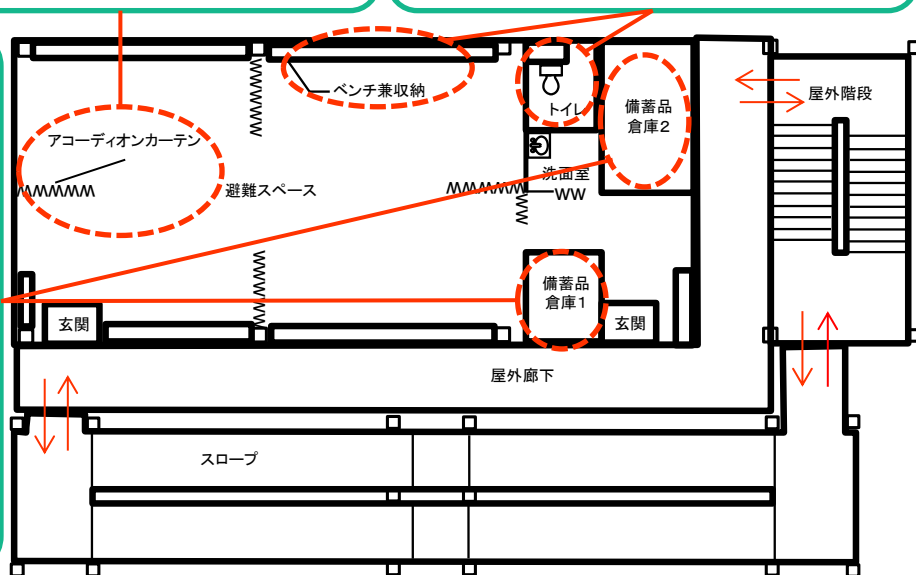 ベンチ兼収納
トイレ
備蓄品
倉庫2
屋外階段
アコーディオンカーテン
洗面室
避難スペース
備蓄品
倉庫1
玄関
玄関
屋外廊下
スロープ